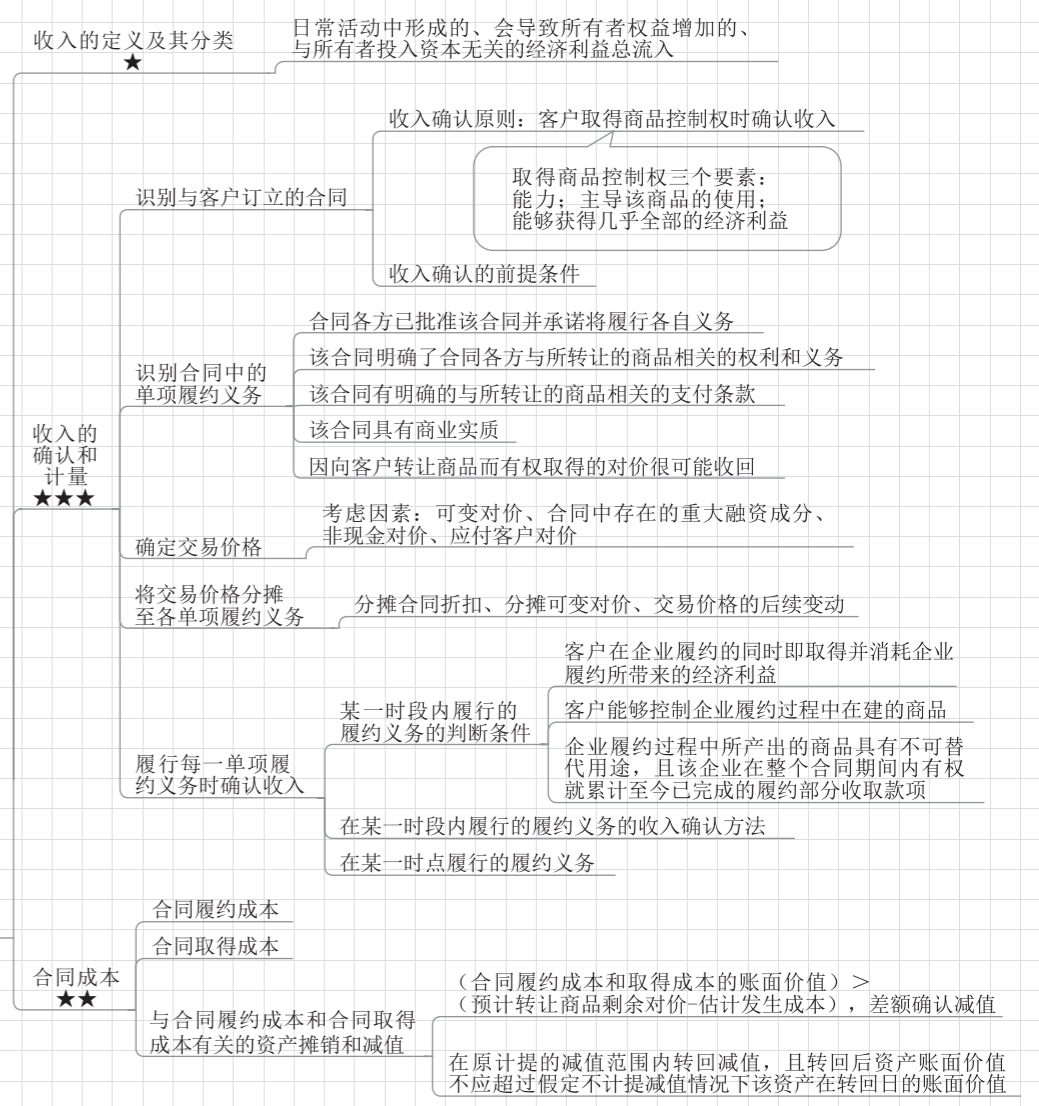 收入的定义及其分类
★
日常活动中形成的、会导致所有者权益增加的、
与所有者投入资本无关的经济利益总流入
收入的
确认和
计量
★★★
识别与客户订立的合同
收入确认原则：客户取得商品控制权时确认收入
取得商品控制权三个要素：
能力；主导该商品的使用；
能够获得几乎全部的经济利益
收入确认的前提条件
识别合同中的
单项履约义务
合同各方已批准该合同并承诺将履行各自义务
该合同明确了合同各方与所转让的商品相关的权利和义务
该合同有明确的与所转让的商品相关的支付条款
该合同具有商业实质
因向客户转让商品而有权取得的对价很可能收回
确定交易价格
考虑因素：可变对价、合同中存在的重大融资成分、
非现金对价、应付客户对价
将交易价格分摊
至各单项履约义务
分摊合同折扣、分摊可变对价、交易价格的后续变动
履行每一单项履
约义务时确认收入
某一时段内履行的
履约义务的判断条件
客户在企业履约的同时即取得并消耗企业
履约所带来的经济利益
客户能够控制企业履约过程中在建的商品
企业履约过程中所产出的商品具有不可替
代用途，且该企业在整个合同期间内有权
就累计至今已完成的履约部分收取款项
在某一时段内履行的履约义务的收入确认方法
在某一时点履行的履约义务
合同成本
★★
合同履约成本
合同取得成本
与合同履约成本和合同取得
成本有关的资产摊销和减值
（合同履约成本和取得成本的账面价值）＞
（预计转让商品剩余对价-估计发生成本），差额确认减值
在原计提的减值范围内转回减值，且转回后资产账面价值
不应超过假定不计提减值情况下该资产在转回日的账面价值